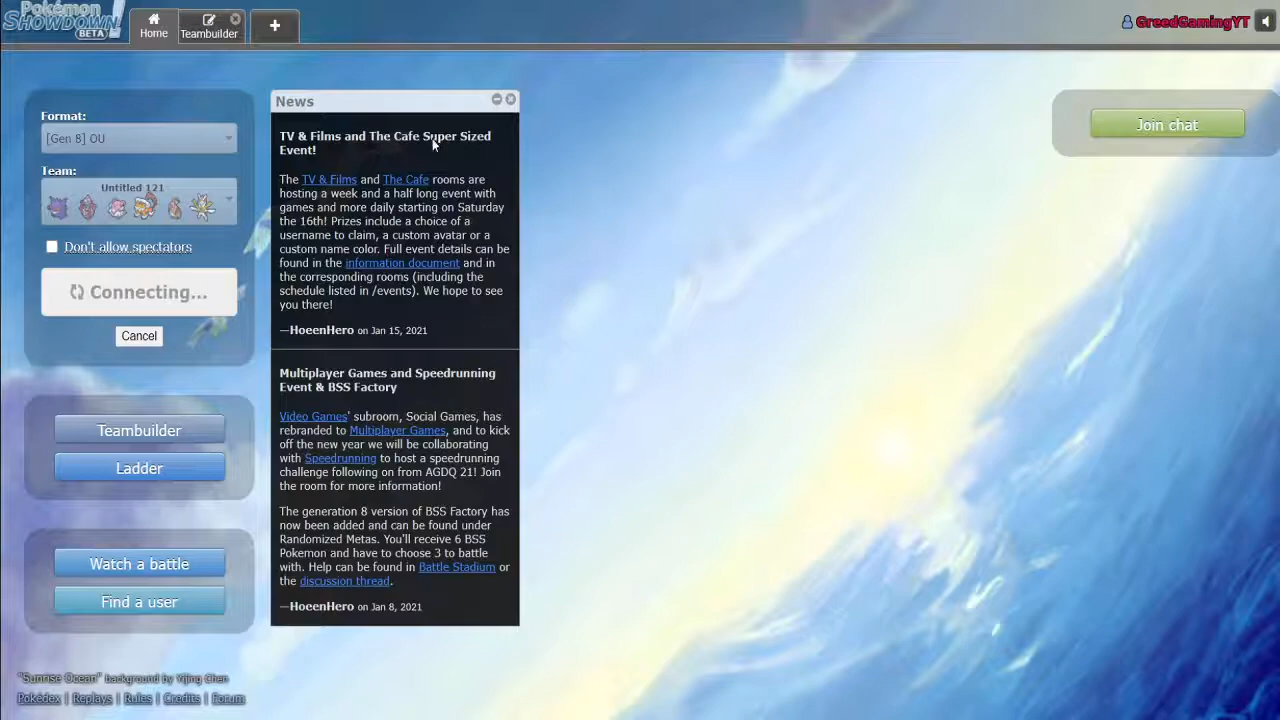 Pokémon
SHOWDOWN!
BETA
Home
Teambuilder
+
GreedGamingYT
Format:
[Gen 8] OU
Team:
Untitled 121
Don't allow spectators
Connecting...
Cancel
Teambuilder
Ladder
Watch a battle
Find a user
"Sunrise Ocean" background by Yijing Chen
Pokédex | Replays | Rules | Credits | Forum
News
TV & Films and The Cafe Super Sized
Event!
The TV & Films and The Cafe rooms are
hosting a week and a half long event with
games and more daily starting on Saturday
the 16th! Prizes include a choice of a
username to claim, a custom avatar or a
custom name color. Full event details can be
found in the information document and in
the corresponding rooms (including the
schedule listed in /events). We hope to see
you there!
—HoeenHero on Jan 15, 2021
Multiplayer Games and Speedrunning
Event & BSS Factory
Video Games' subroom, Social Games, has
rebranded to Multiplayer Games, and to kick
off the new year we will be collaborating
with Speedrunning to host a speedrunning
challenge following on from AGDQ 21! Join
the room for more information!
The generation 8 version of BSS Factory has
now been added and can be found under
Randomized Metas. You'll receive 6 BSS
Pokemon and have to choose 3 to battle
with. Help can be found in Battle Stadium or
the discussion thread.
—HoeenHero on Jan 8, 2021
Join chat